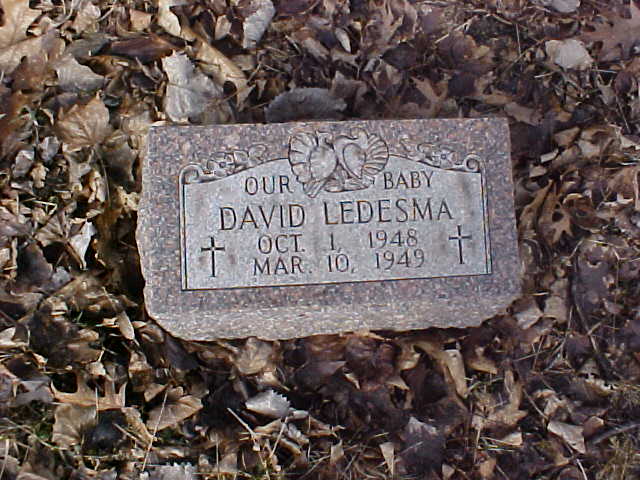 OUR BABY
DAVID LEDESMA
OCT. 1, 1948
MAR. 10, 1949